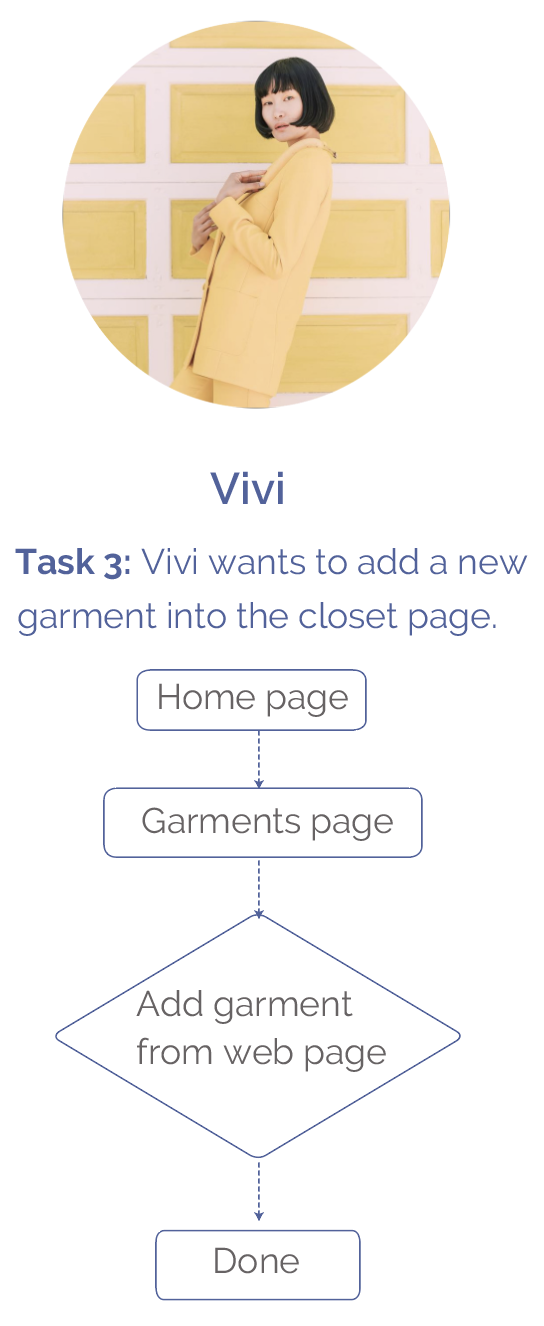 Vivi
Task 3: Vivi wants to add a new
garment into the closet page.
Home page
Garments page
Add garment
from web page
Done